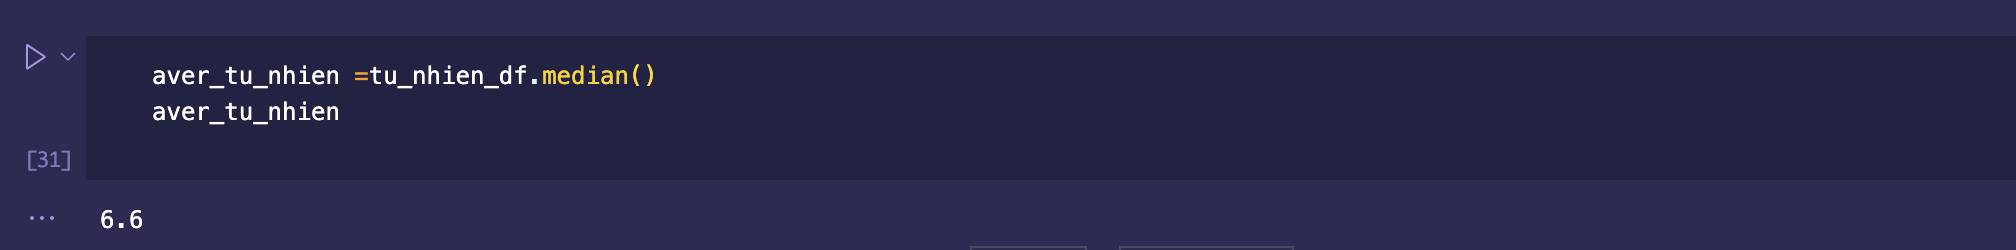 aver_tu_nhien =tu_nhien_df.median()
aver_tu_nhien
[31]
... 6.6